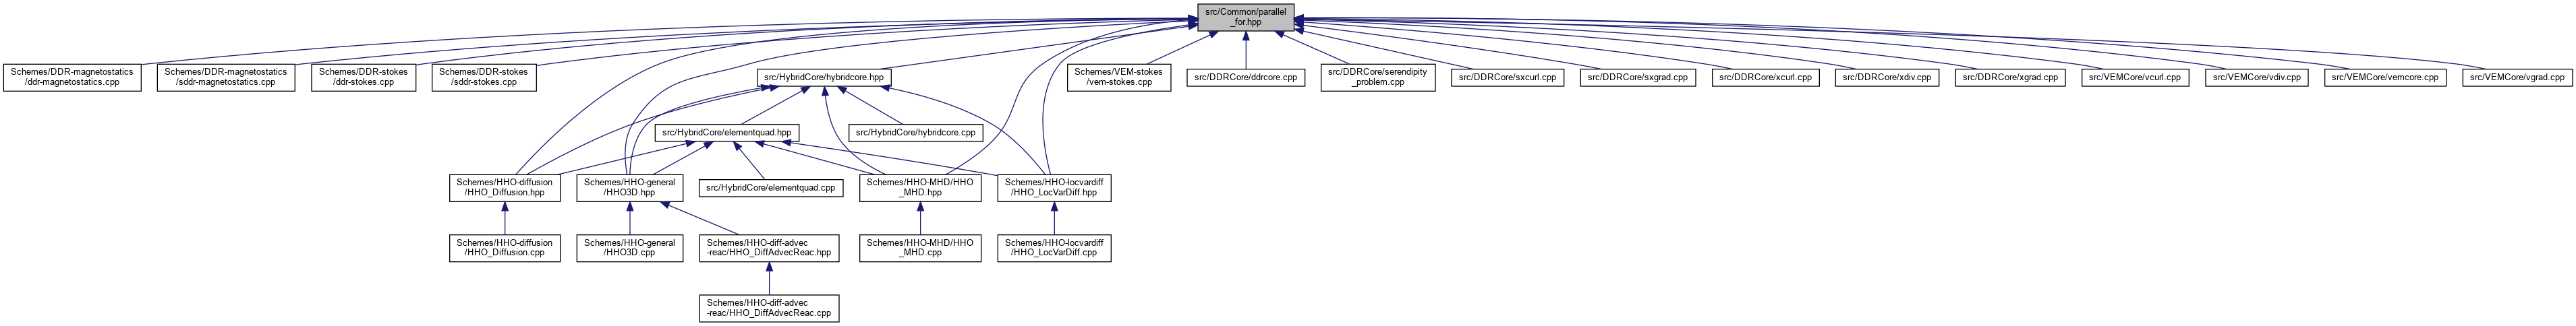 src/Common/parallel
_for.hpp
Schemes/DDR-magnetostatics
/ddr-magnetostatics.cpp
Schemes/DDR-magnetostatics
/sddr-magnetostatics.cpp
Schemes/DDR-stokes
/ddr-stokes.cpp
Schemes/DDR-stokes
/sddr-stokes.cpp
src/HybridCore/hybridcore.hpp
Schemes/VEM-stokes
/vem-stokes.cpp
src/DDRCore/ddrcore.cpp
src/DDRCore/serendipity
_problem.cpp
src/DDRCore/sxcurl.cpp
src/DDRCore/sxgrad.cpp
src/DDRCore/xcurl.cpp
src/DDRCore/xdiv.cpp
src/DDRCore/xgrad.cpp
src/VEMCore/vcurl.cpp
src/VEMCore/vdiv.cpp
src/VEMCore/vemcore.cpp
src/VEMCore/vgrad.cpp
src/HybridCore/elementquad.hpp
src/HybridCore/hybridcore.cpp
Schemes/HHO-diffusion
/HHO_Diffusion.hpp
Schemes/HHO-general
/HHO3D.hpp
src/HybridCore/elementquad.cpp
Schemes/HHO-MHD/HHO
_MHD.hpp
Schemes/HHO-locvardiff
/HHO_LocVarDiff.hpp
Schemes/HHO-diffusion
/HHO_Diffusion.cpp
Schemes/HHO-general
/HHO3D.cpp
Schemes/HHO-diff-advec
-reac/HHO_DiffAdvecReac.hpp
Schemes/HHO-MHD/HHO
_MHD.cpp
Schemes/HHO-locvardiff
/HHO_LocVarDiff.cpp
Schemes/HHO-diff-advec
-reac/HHO_DiffAdvecReac.cpp